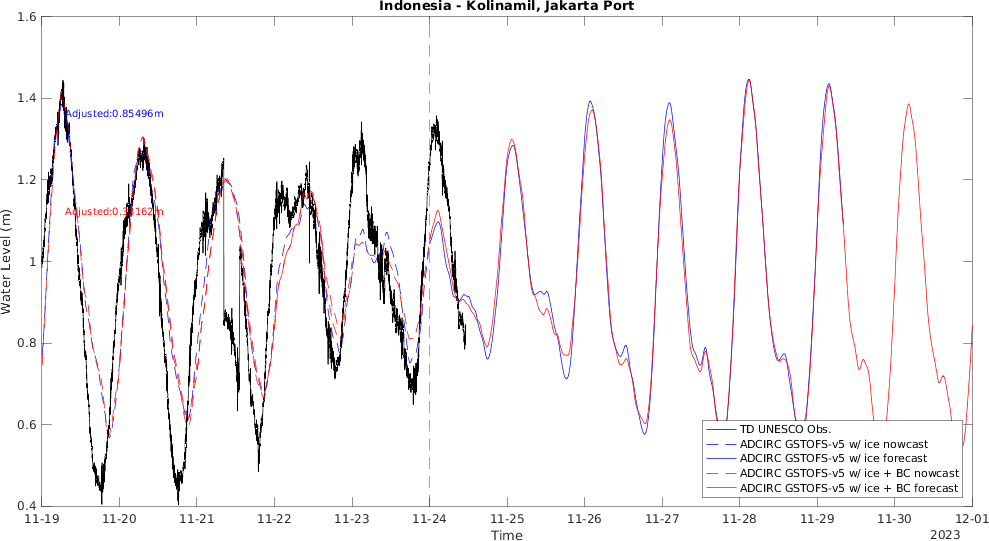 Indonesia - Kolinamil, Jakarta Port
1.6
1.4
1.2
1
0.8
0.6
0.4
Water Level (m)
Adjusted:0.85496m
Adjusted:0.38162m
TD UNESCO Obs.
ADCIRC GSTOFS-v5 w/ ice nowcast
ADCIRC GSTOFS-v5 w/ ice forecast
ADCIRC GSTOFS-v5 w/ ice + BC nowcast
ADCIRC GSTOFS-v5 w/ ice + BC forecast
11-19 11-20 11-21 11-22 11-23 11-24 11-25 11-26 11-27 11-28 11-29 11-30 12-01
Time
2023